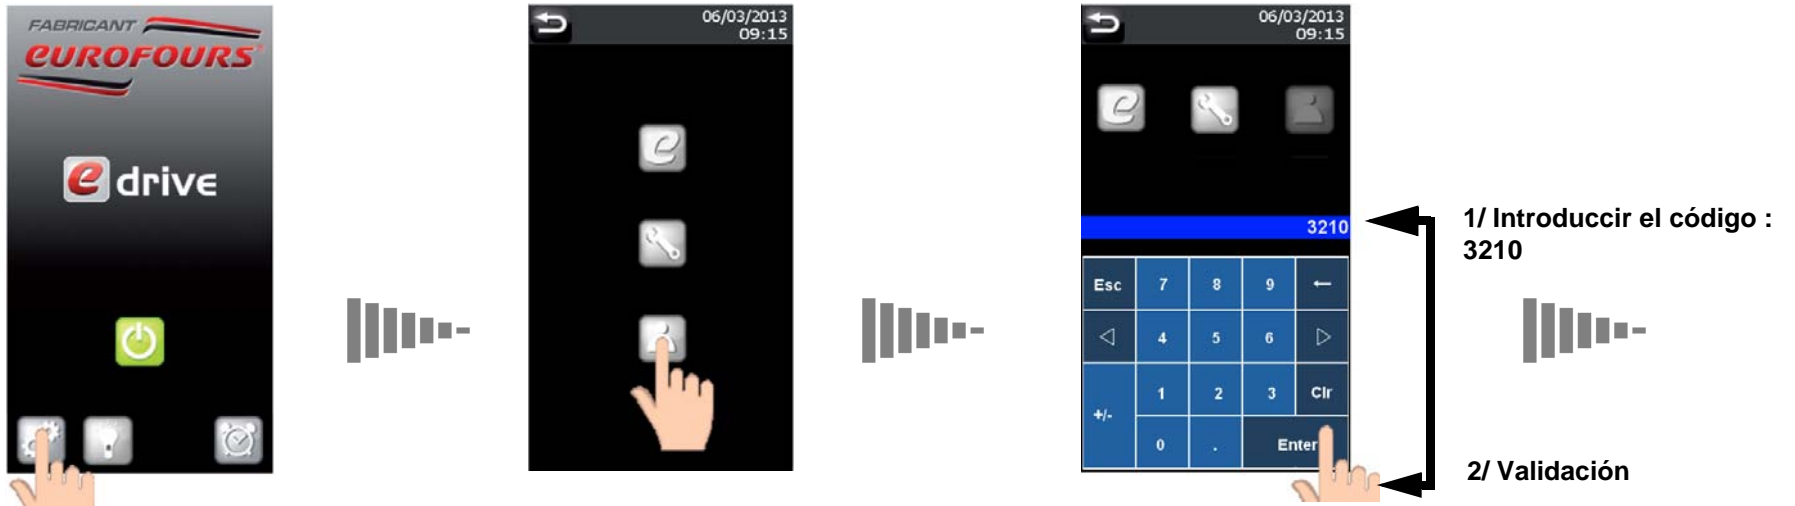 FABRICANT
EUROFOURS
e drive
06/03/2013
09:15
06/03/2013
09:15
e
e
3210
Esc 7 8 9 ←
◁ 4 5 6 ▷
+/- 1 2 3 Clr
0 . Enter
1/ Introduccir el código :
3210
2/ Validación